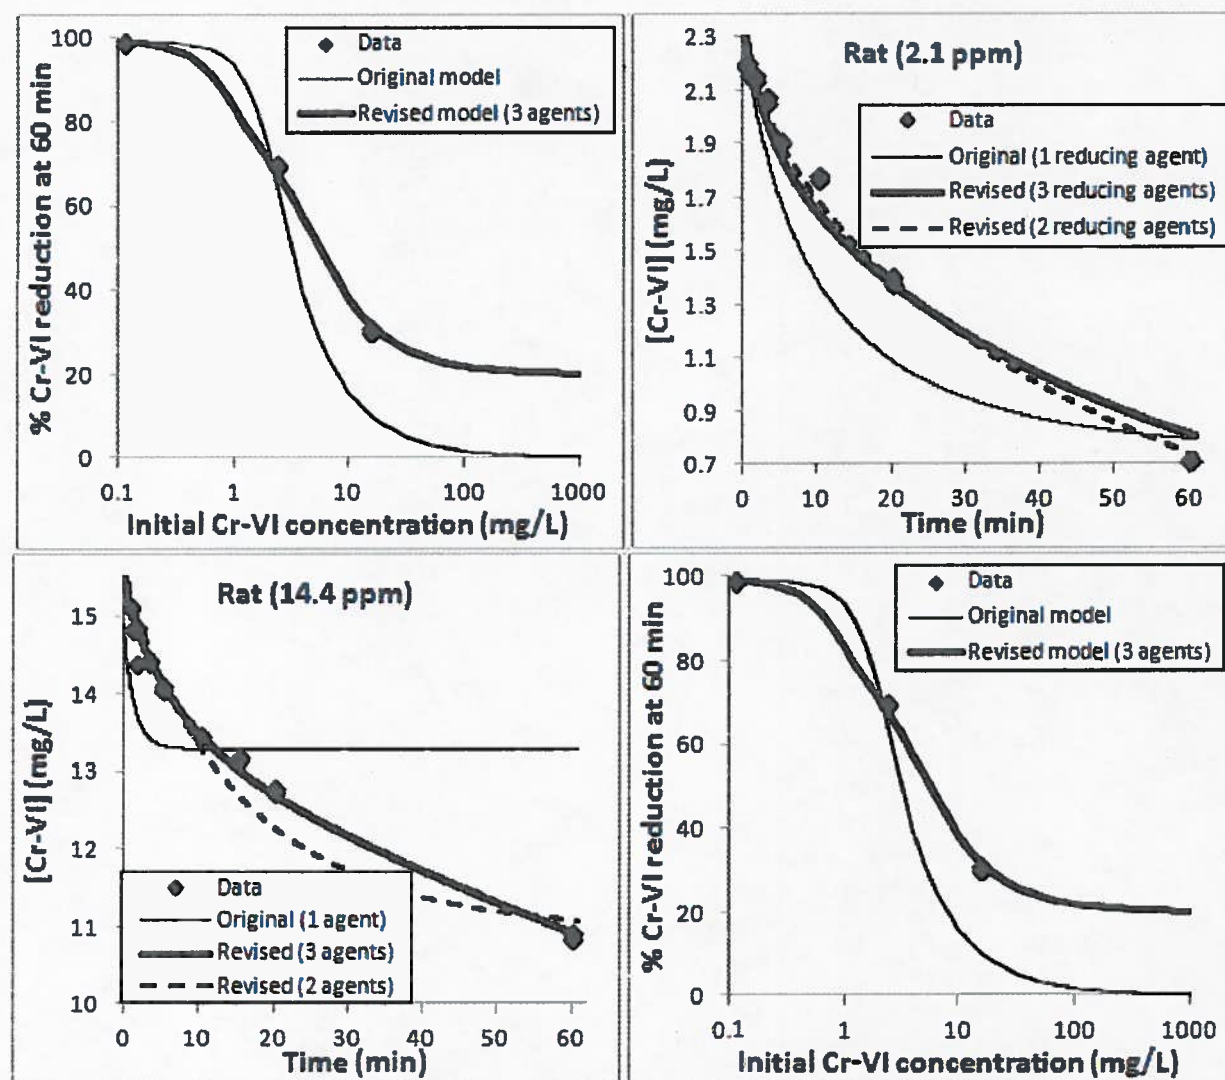 100
80
60
40
20
0
% Cr-VI reduction at 60 min
Data
Original model
Revised model (3 agents)
0.1 1 10 100 1000
Initial Cr-VI concentration (mg/L)
2.3
2.1
1.9
1.7
1.5
1.3
1.1
0.9
0.7
[Cr-VI] (mg/L)
Rat (2.1 ppm)
Data
Original (1 reducing agent)
Revised (3 reducing agents)
Revised (2 reducing agents)
0 10 20 30 40 50 60
Time (min)
15
14
13
12
11
10
[Cr-VI] (mg/L)
Rat (14.4 ppm)
Data
Original (1 agent)
Revised (3 agents)
Revised (2 agents)
0 10 20 30 40 50 60
Time (min)
100
80
60
40
20
0
% Cr-VI reduction at 60 min
Data
Original model
Revised model (3 agents)
0.1 1 10 100 1000
Initial Cr-VI concentration (mg/L)